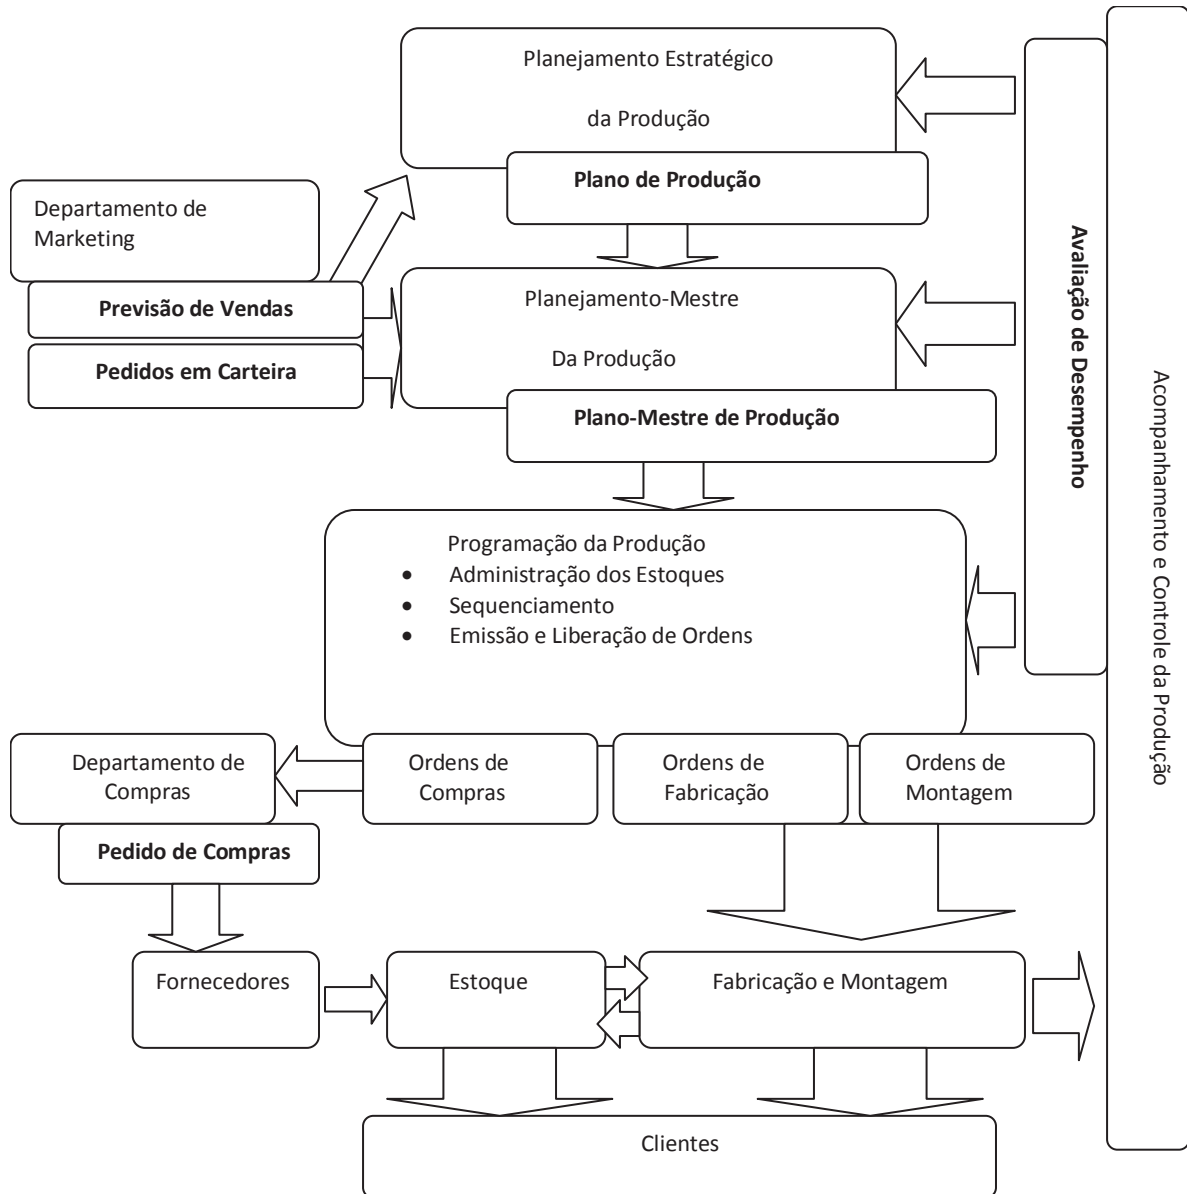 Planejamento Estratégico
da Produção
Plano de Produção
Departamento de
Marketing
Previsão de Vendas
Pedidos em Carteira
Planejamento-Mestre
Da Produção
Plano-Mestre de Produção
Programação da Produção
• Administração dos Estoques
• Sequenciamento
• Emissão e Liberação de Ordens
Departamento de
Compras
Pedido de Compras
Ordens de
Compras
Ordens de
Fabricação
Ordens de
Montagem
Fornecedores
Estoque
Fabricação e Montagem
Clientes
Avaliação de Desempenho
Acompanhamento e Controle da Produção